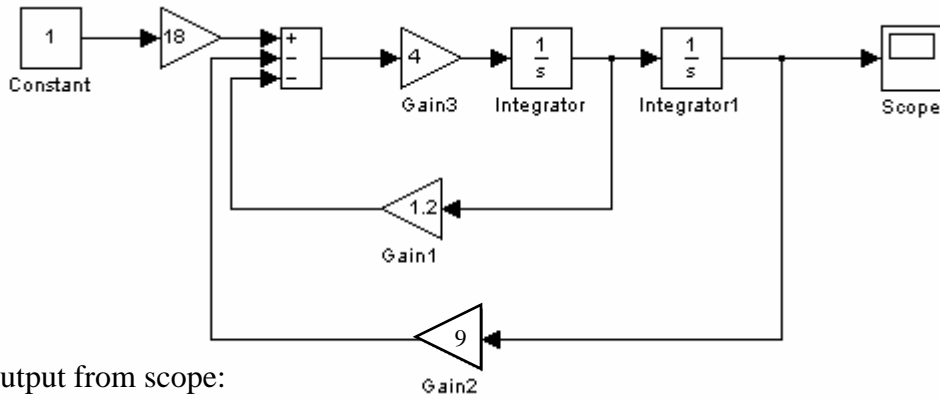 1
Constant
18
+
−
−
4
Gain3
1
s
Integrator
1
s
Integrator1
Scope
1.2
Gain1
9
Gain2
utput from scope: